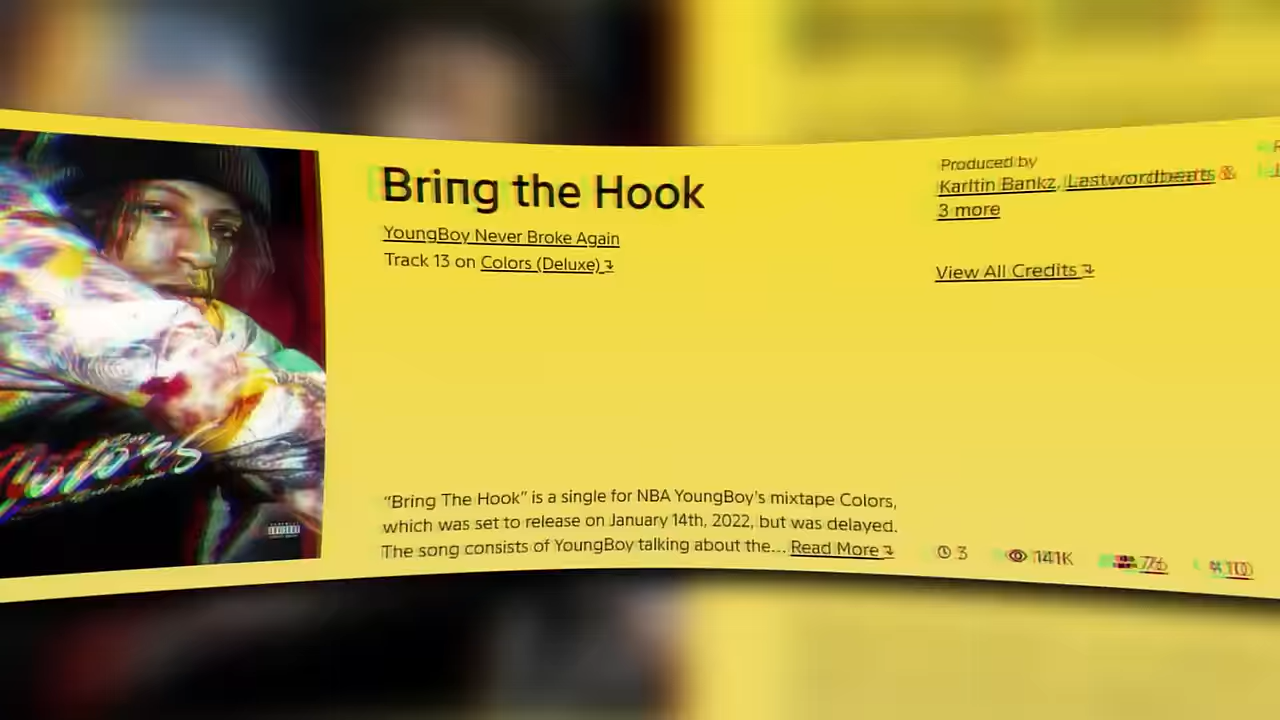 Bring the Hook
YoungBoy Never Broke Again
Track 13 on Colors (Deluxe)
"Bring The Hook" is a single for NBA YoungBoy's mixtape Colors,
which was set to release on January 14th, 2022, but was delayed.
The song consists of YoungBoy talking about the... Read More
Produced by
Karltin Bankz, Lastwordbeats &
3 more
View All Credits
3
141K
Colors